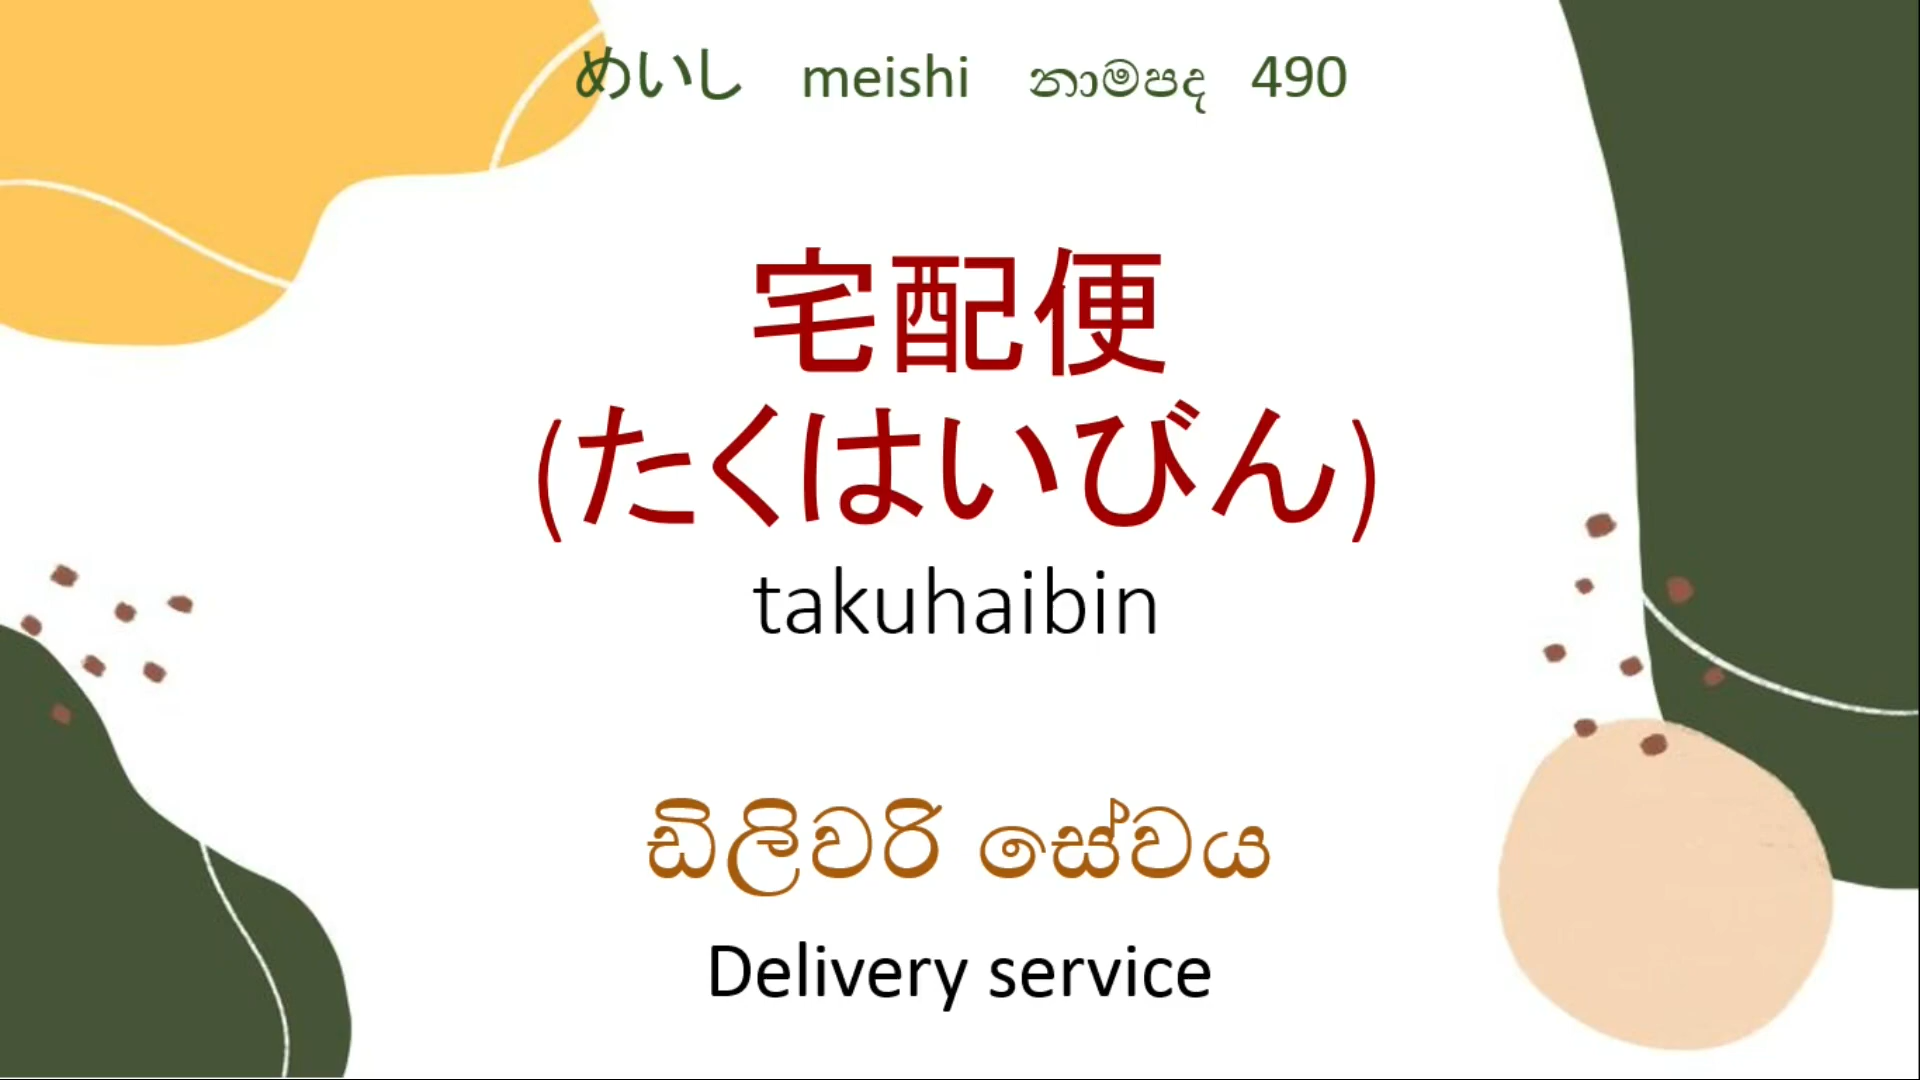 めいし meishi නාමපද 490
宅配便
(たくはいびん)
takuhaibin
ඩිලිවරි සේවය
Delivery service